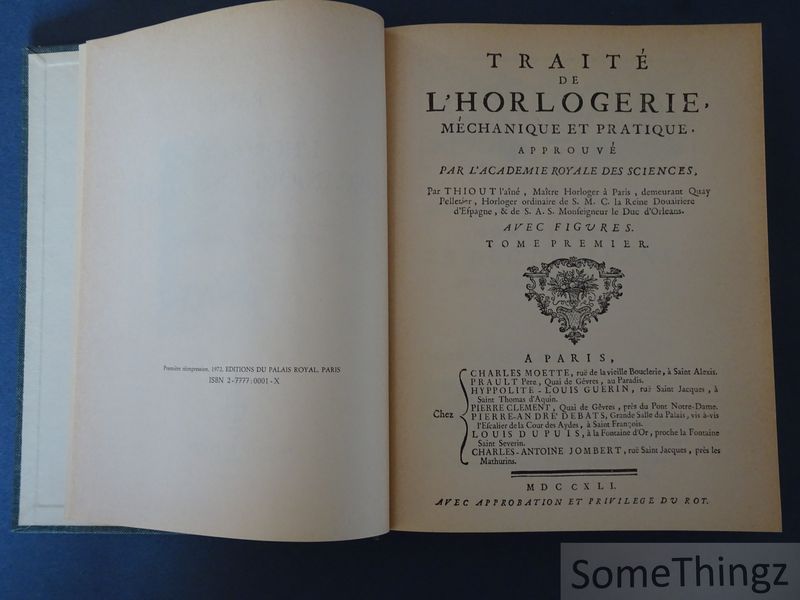 Première réimpression, 1972, EDITIONS DU PALAIS ROYAL, PARIS
ISBN 2-7777:0001-X
TRAITÉ
DE
L'HORLOGERIE,
MÉCHANIQUE ET PRATIQUE.
APPROUVÉ
PAR L'ACADEMIE ROYALE DES SCIENCES,
Par THIOUT l'aîné, Maître Horloger à Paris, demeurant Quay
Pelletier, Horloger ordinaire de S. M. C. la Reine Douairiere
d'Espagne, & de S. A. S. Monseigneur le Duc d'Orleans.
AVEC FIGURES.
TOME PREMIER.
A PARIS,
Chez
CHARLES MOETTE, ruë de la vieille Bouclerie, à Saint Alexis.
PRAULT Pere, Quai de Gêvres, au Paradis.
HYPPOLITE-LOUIS GUERIN, ruë Saint Jacques, à
Saint Thomas d'Aquin.
PIERRE CLEMENT, Quai de Gêvres, près du Pont Notre-Dame.
PIERRE-ANDRÉ DEBATS, Grande Salle du Palais, vis-à-vis
l'Escalier de la Cour des Aydes, à Saint François.
LOUIS DUPUIS, à la Fontaine d'Or, proche la Fontaine
Saint Severin.
CHARLES-ANTOINE JOMBERT, ruë Saint Jacques, près les
Mathurins.
MDCCXLI.
AVEC APPROBATION ET PRIVILEGE DU ROY.
SomeThingz